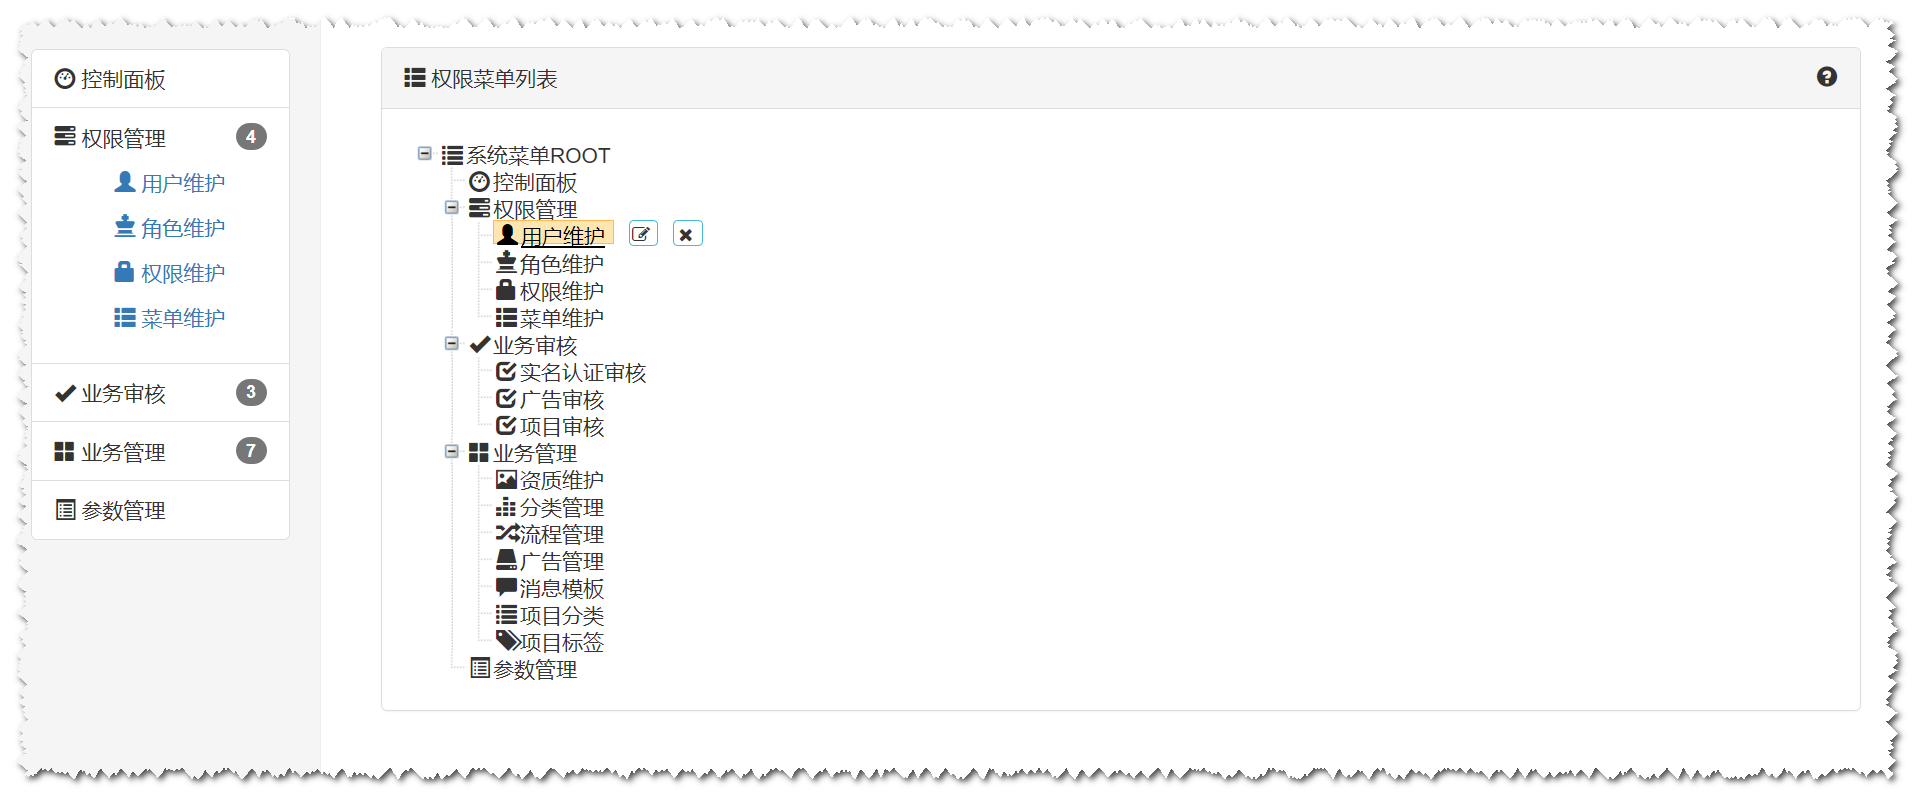 控制面板
权限管理 4
用户维护
角色维护
权限维护
菜单维护
业务审核 3
业务管理 7
参数管理
权限菜单列表
系统菜单ROOT
控制面板
权限管理
用户维护
角色维护
权限维护
菜单维护
业务审核
实名认证审核
广告审核
项目审核
业务管理
资质维护
分类管理
流程管理
广告管理
消息模板
项目分类
项目标签
参数管理